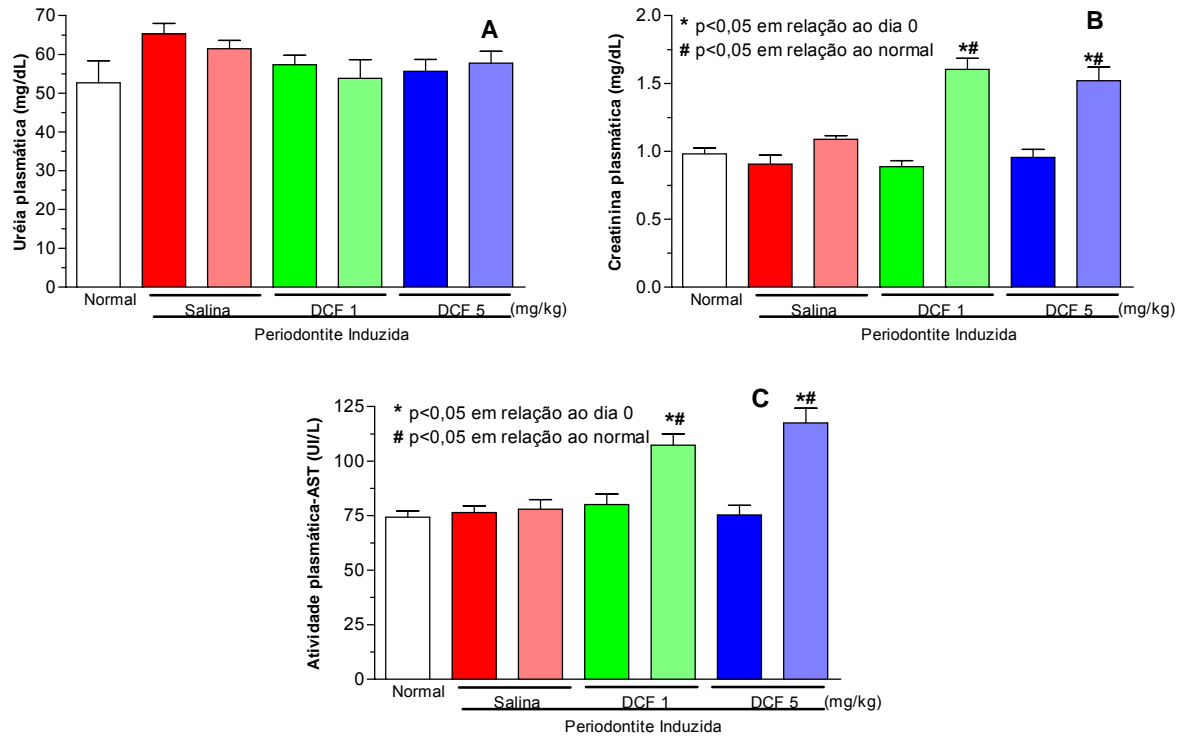 A
Uréia plasmática (mg/dL)
70
60
50
40
30
20
10
0
Normal
Salina
DCF 1
DCF 5
(mg/kg)
Periodontite Induzida
B
* p<0,05 em relação ao dia 0
# p<0,05 em relação ao normal
Creatinina plasmática (mg/dL)
2.0
1.5
1.0
0.5
0.0
*#
*#
Normal
Salina
DCF 1
DCF 5
(mg/kg)
Periodontite Induzida
C
* p<0,05 em relação ao dia 0
# p<0,05 em relação ao normal
Atividade plasmática-AST (UI/L)
125
100
75
50
25
0
*#
*#
Normal
Salina
DCF 1
DCF 5
(mg/kg)
Periodontite Induzida